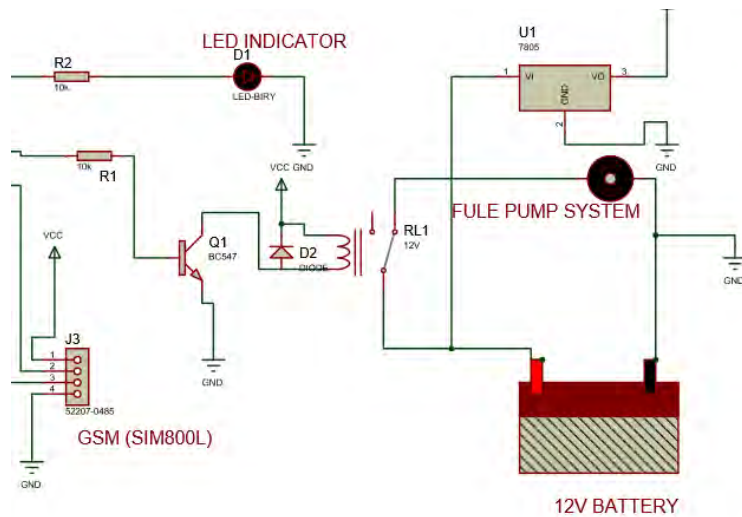 LED INDICATOR
R2
10k
D1
LED-BIRY
GND
U1
7805
1
VI
VO
3
GND
2
GND
10k
R1
VCC
FULE PUMP SYSTEM
Q1
BC547
D2
DIODE
RL1
12V
GND
VCC
GND
J3
1
2
3
4
52207-0485
GSM (SIM800L)
GND
12V BATTERY